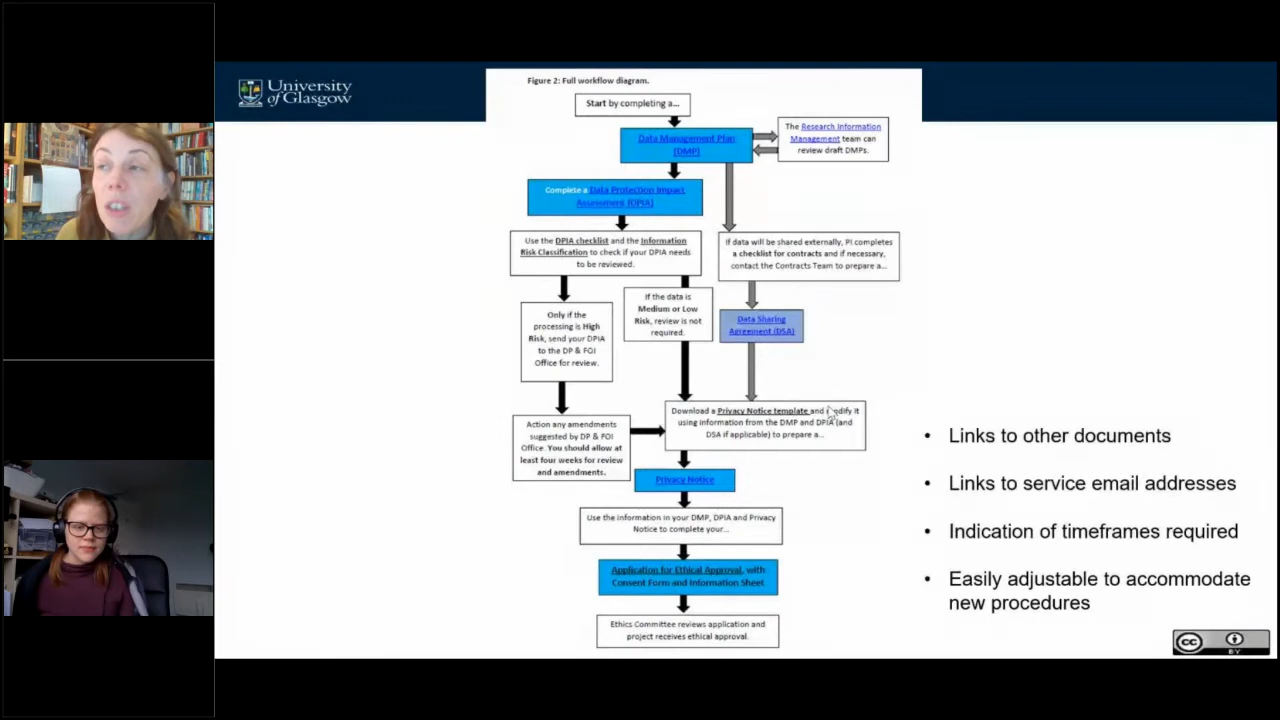 University
of Glasgow
Figure 2: Full workflow diagram.
Start by completing a...
Data Management Plan
(DMP)
The Research Information
Management team can
review draft DMPs.
Complete a Data Protection Impact
Assessment (DPIA)
Use the DPIA checklist and the Information
Risk Classification to check if your DPIA needs
to be reviewed.
If data will be shared externally, PI completes
a checklist for contracts and if necessary,
contact the Contracts Team to prepare a...
Only if the
processing is High
Risk, send your DPIA
to the DP & FOI
Office for review.
If the data is
Medium or Low
Risk, review is not
required.
Data Sharing
Agreement (DSA)
Action any amendments
suggested by DP & FOI
Office. You should allow at
least four weeks for review
and amendments.
Download a Privacy Notice template and modify it
using information from the DMP and DPIA (and
DSA if applicable) to prepare a...
Privacy Notice
Use the information in your DMP, DPIA and Privacy
Notice to complete your...
Application for Ethical Approval, with
Consent Form and Information Sheet
Ethics Committee reviews application and
project receives ethical approval.
• Links to other documents
• Links to service email addresses
• Indication of timeframes required
• Easily adjustable to accommodate
new procedures
CC
BY